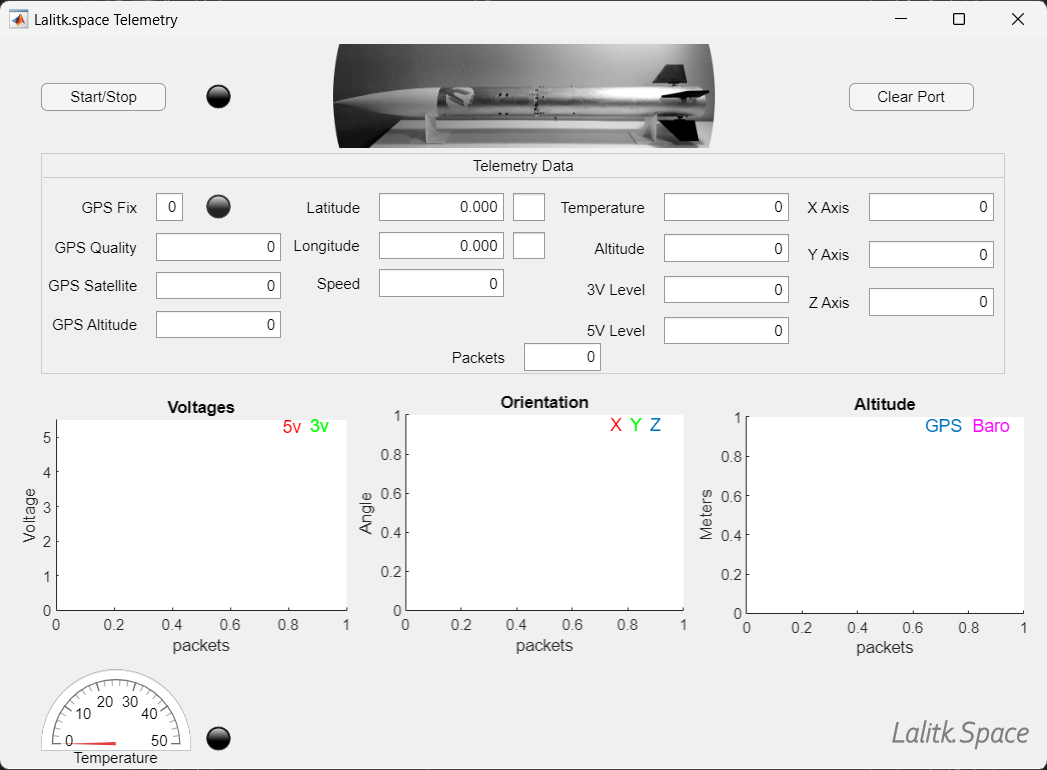 Lalitk.space Telemetry
Start/Stop
Clear Port
Telemetry Data
GPS Fix 0 Latitude 0.000 Temperature 0 X Axis 0
GPS Quality 0 Longitude 0.000 Altitude 0 Y Axis 0
GPS Satellite 0 Speed 0 3V Level 0 Z Axis 0
GPS Altitude 0 5V Level 0
Packets 0
Voltages
5v 3v
Voltage
5
4
3
2
1
0
0 0.2 0.4 0.6 0.8 1
packets
Orientation
X Y Z
Angle
1
0.8
0.6
0.4
0.2
0
0 0.2 0.4 0.6 0.8 1
packets
Altitude
GPS Baro
Meters
1
0.8
0.6
0.4
0.2
0
0 0.2 0.4 0.6 0.8 1
packets
0 10 20 30 40 50
Temperature
Lalitk.Space